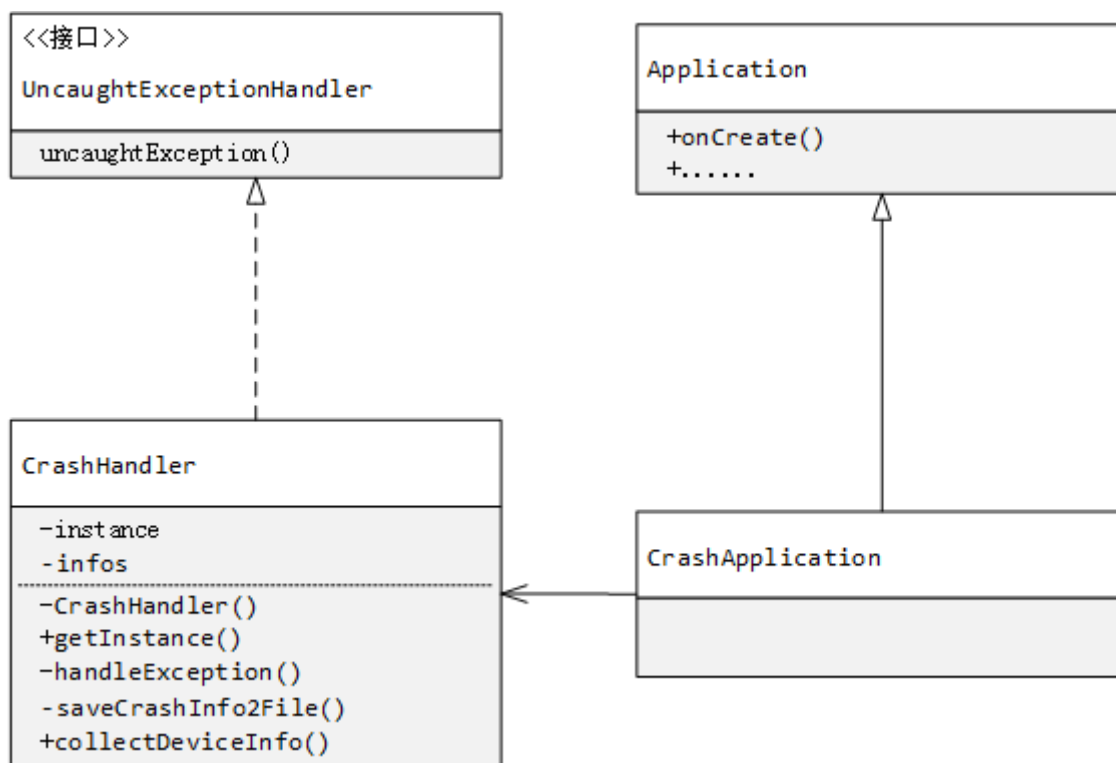 <<接口>>
UncaughtExceptionHandler
uncaughtException()
Application
+onCreate()
+......
CrashHandler
-instance
-infos
-CrashHandler()
+getInstance()
-handleException()
-saveCrashInfo2File()
+collectDeviceInfo()
CrashApplication